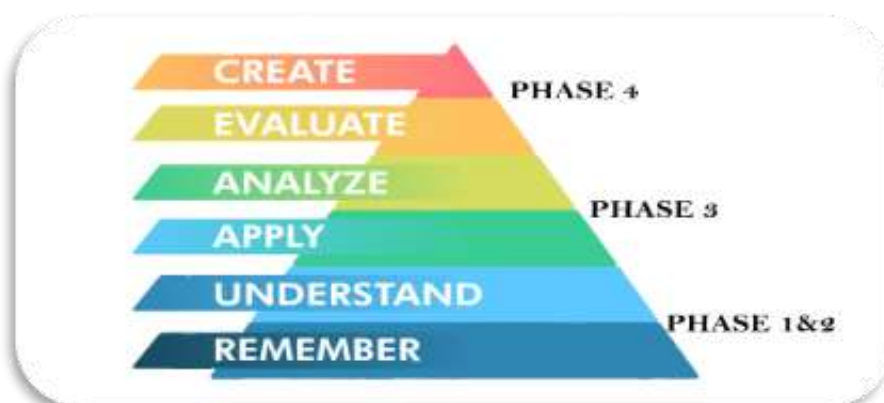 CREATE
PHASE 4
EVALUATE
ANALYZE
PHASE 3
APPLY
UNDERSTAND
PHASE 1&2
REMEMBER